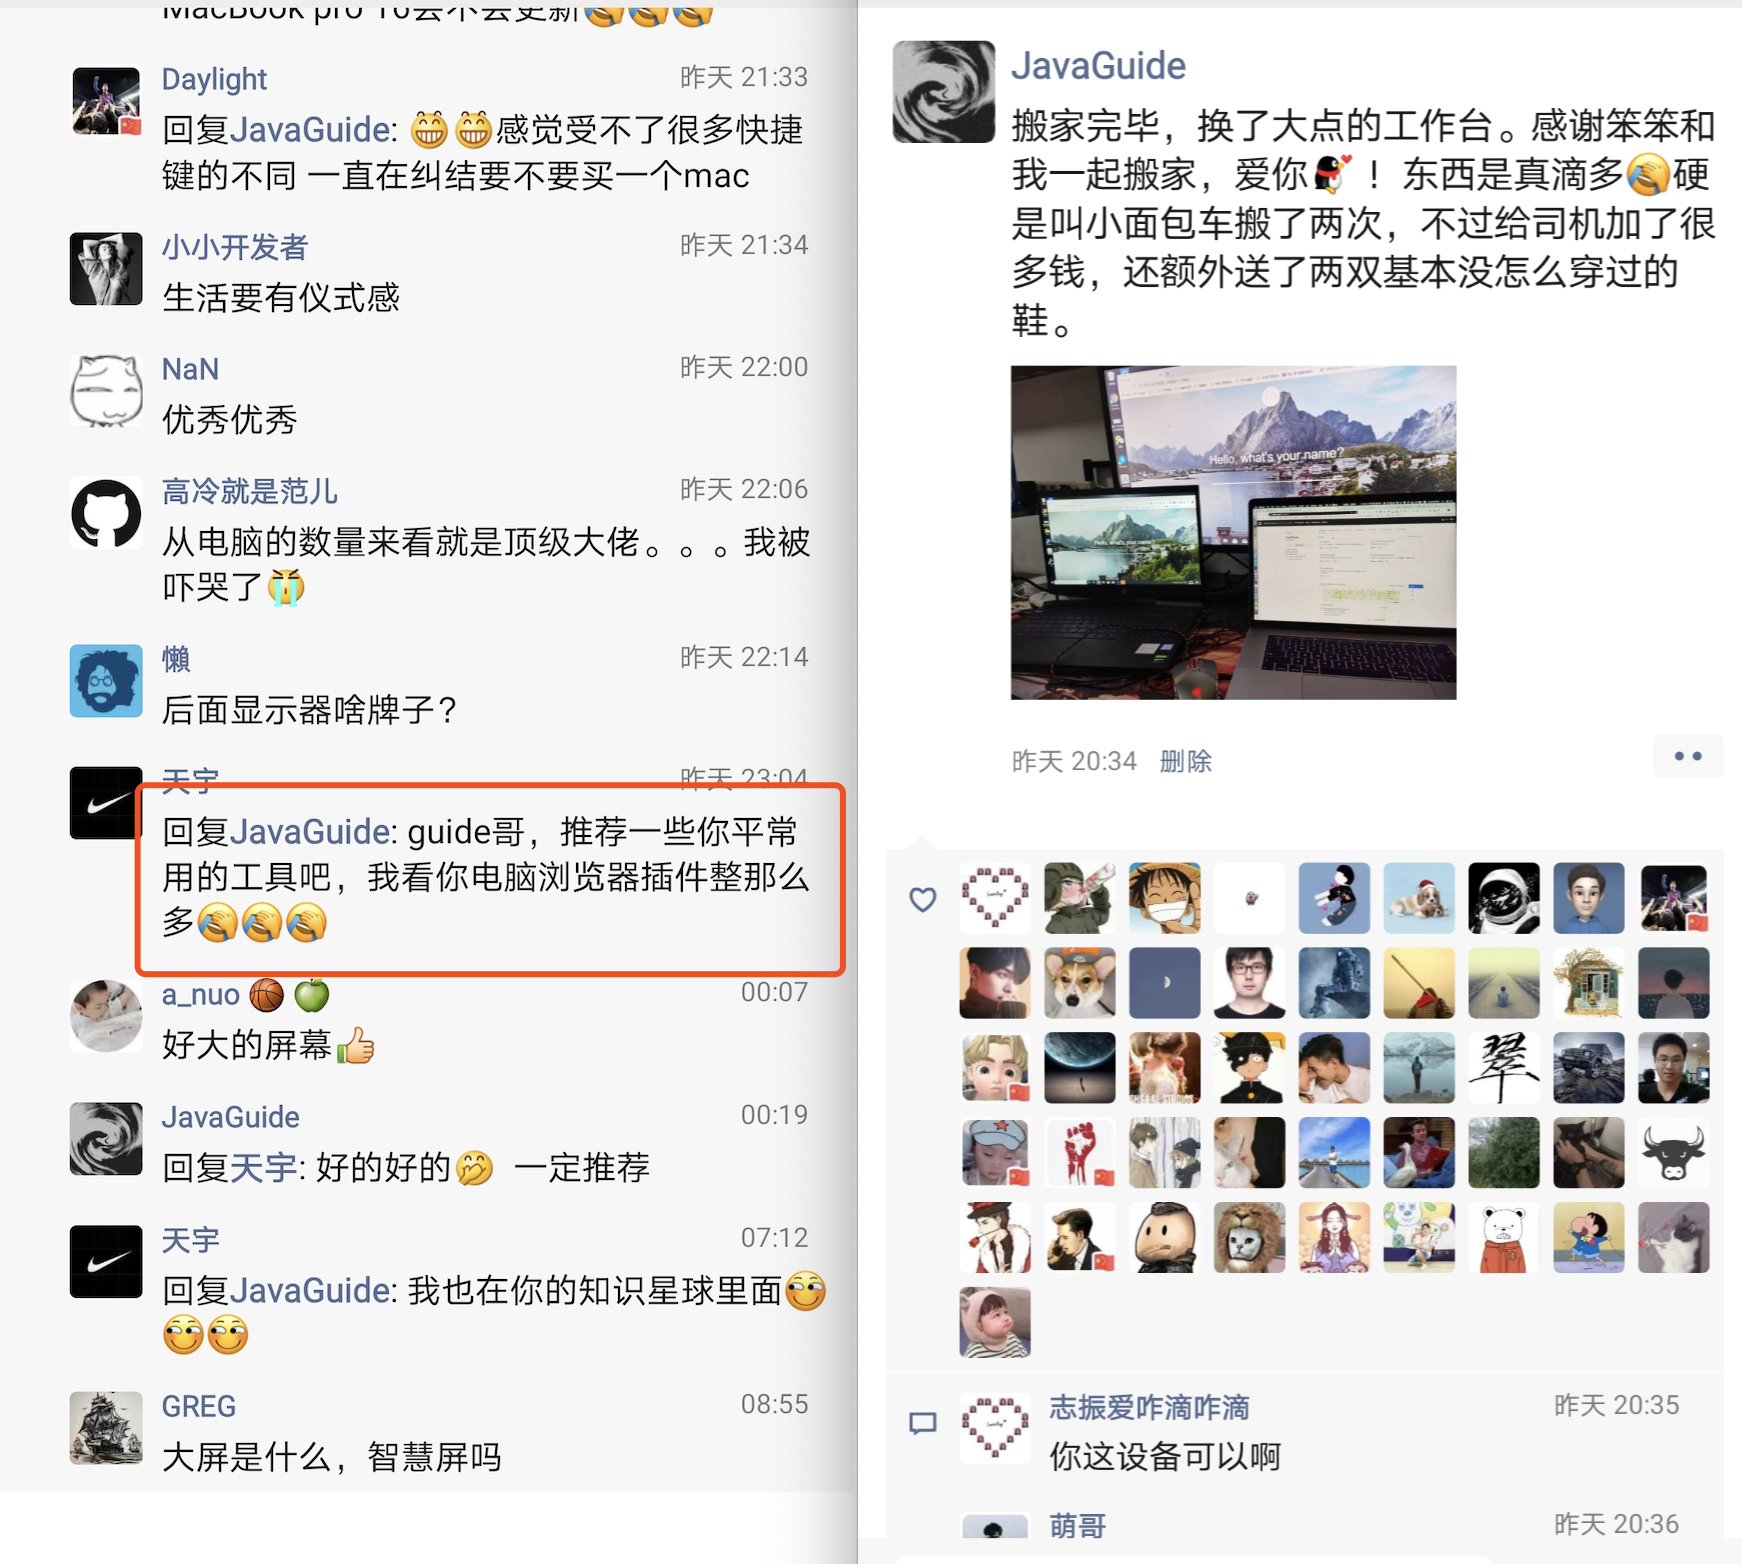 MacBook pro 16会不会更新🤣🤣🤣
Daylight
昨天 21:33
回复JavaGuide: 😁😁感觉受不了很多快捷
键的不同 一直在纠结要不要买一个mac
小小开发者
昨天 21:34
生活要有仪式感
NaN
昨天 22:00
优秀优秀
高冷就是范儿
昨天 22:06
从电脑的数量来看就是顶级大佬。。。我被
吓哭了😭
懒
昨天 22:14
后面显示器啥牌子?
天宇
昨天 23:04
回复JavaGuide: guide哥，推荐一些你平常
用的工具吧，我看你电脑浏览器插件整那么
多🤣🤣🤣
a_nuo 🏀 🍏
00:07
好大的屏幕👍
JavaGuide
00:19
回复天宇: 好的好的🤭 一定推荐
天宇
07:12
回复JavaGuide: 我也在你的知识星球里面🙄
🙄🙄
GREG
08:55
大屏是什么，智慧屏吗
JavaGuide
搬家完毕，换了大点的工作台。感谢笨笨和
我一起搬家，爱你！东西是真滴多🤣硬
是叫小面包车搬了两次，不过给司机加了很
多钱，还额外送了两双基本没怎么穿过的
鞋。
Hello, what's your name?
昨天 20:34 删除
翠
志振爱咋滴咋滴
昨天 20:35
你这设备可以啊
萌哥
昨天 20:36